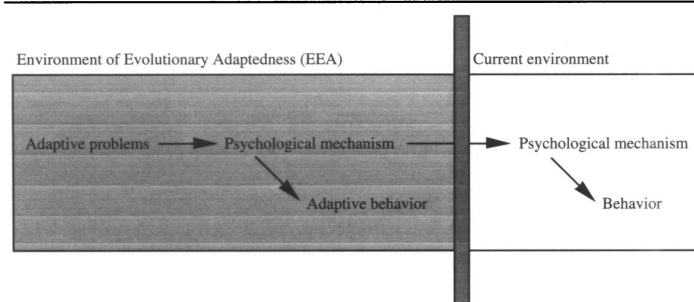 Environment of Evolutionary Adaptedness (EEA)
Current environment
Adaptive problems
Psychological mechanism
Psychological mechanism
Adaptive behavior
Behavior